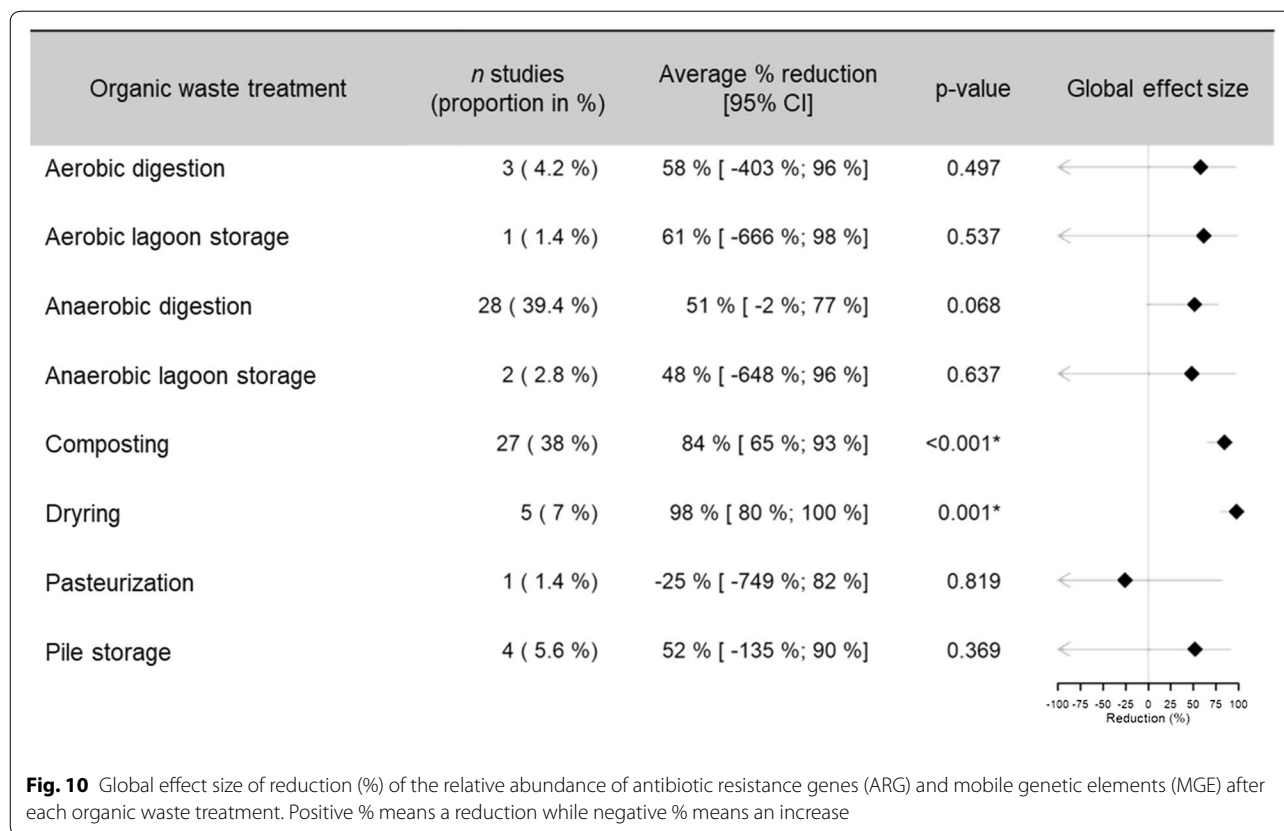 Organic waste treatment n studies (proportion in %) Average % reduction [95% CI] p-value Global effect size
Aerobic digestion 3 ( 4.2 %) 58 % [ -403 %; 96 %] 0.497
Aerobic lagoon storage 1 ( 1.4 %) 61 % [ -666 %; 98 %] 0.537
Anaerobic digestion 28 ( 39.4 %) 51 % [ -2 %; 77 %] 0.068
Anaerobic lagoon storage 2 ( 2.8 %) 48 % [ -648 %; 96 %] 0.637
Composting 27 ( 38 %) 84 % [ 65 %; 93 %] <0.001*
Dryring 5 ( 7 %) 98 % [ 80 %; 100 %] 0.001*
Pasteurization 1 ( 1.4 %) -25 % [ -749 %; 82 %] 0.819
Pile storage 4 ( 5.6 %) 52 % [ -135 %; 90 %] 0.369
-100 -75 -50 -25 0 25 50 75 100
Reduction (%)
Fig. 10 Global effect size of reduction (%) of the relative abundance of antibiotic resistance genes (ARG) and mobile genetic elements (MGE) after
each organic waste treatment. Positive % means a reduction while negative % means an increase